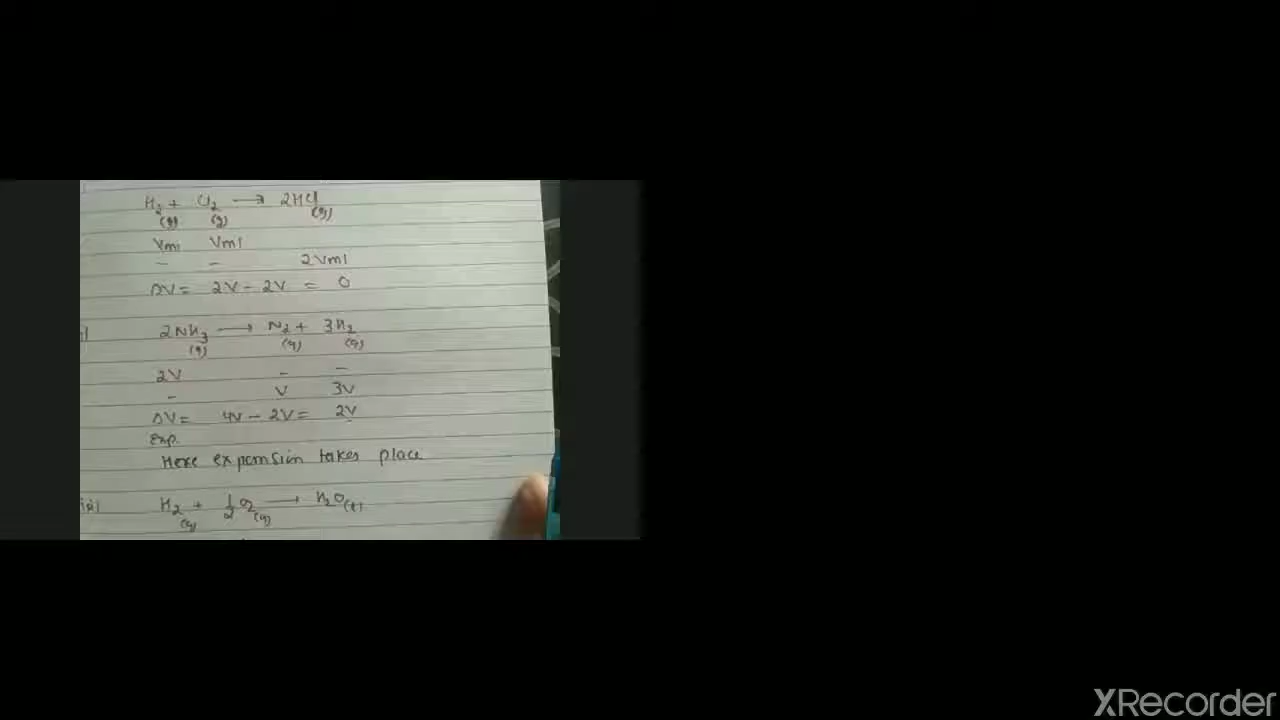 H2 + Cl2 → 2HCl
(g) (g) (g)
Vml Vml
- - 2Vml
ΔV = 2V - 2V = 0
2NH3 → N2 + 3H2
(g) (g) (g)
2V - -
- V 3V
ΔV = 4V - 2V = 2V
Exp.
Here expansion takes place
H2 + 1/2 O2 → H2O(l)
(g) (g)
XRecorder